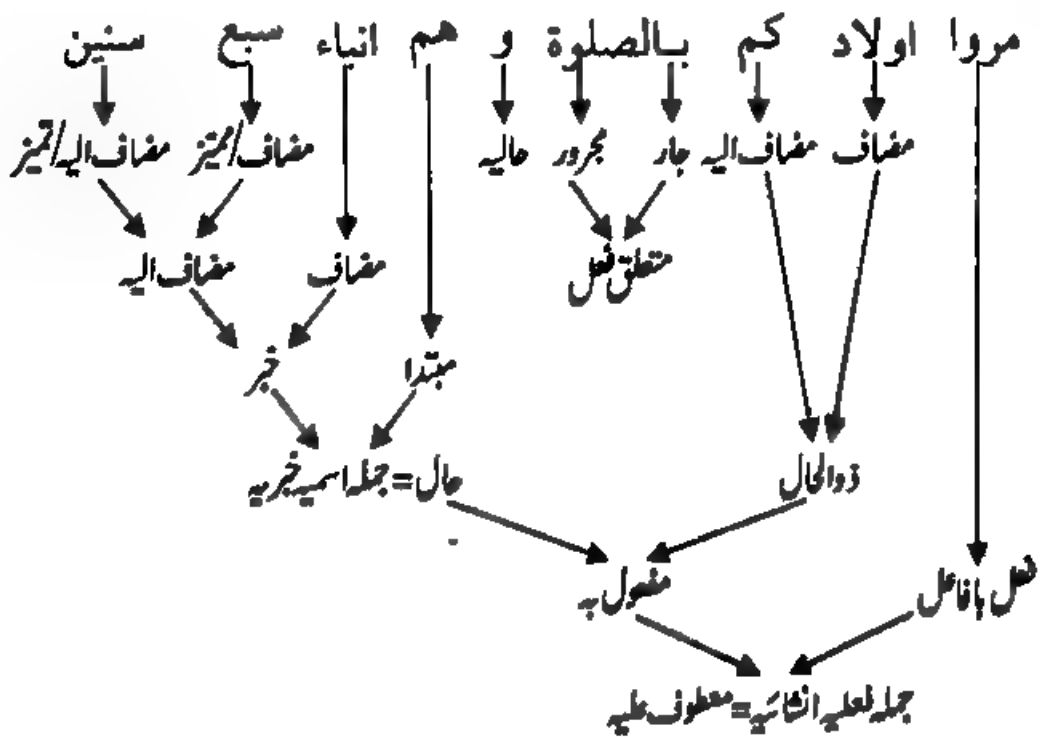 مروا اولاد کم بالصلوة و هم انباء سبع سنین
مضاف مضاف الیہ جار مجرور حالیہ مضاف/ممیز مضاف الیہ/تمیز
متعلق فعل مضاف مضاف الیہ
مبتدا خبر
ذوالحال حال=جملہ اسمیہ خبریہ
فعل بافاعل مفعول بہ
جملہ فعلیہ انشائیہ=معطوف علیہ